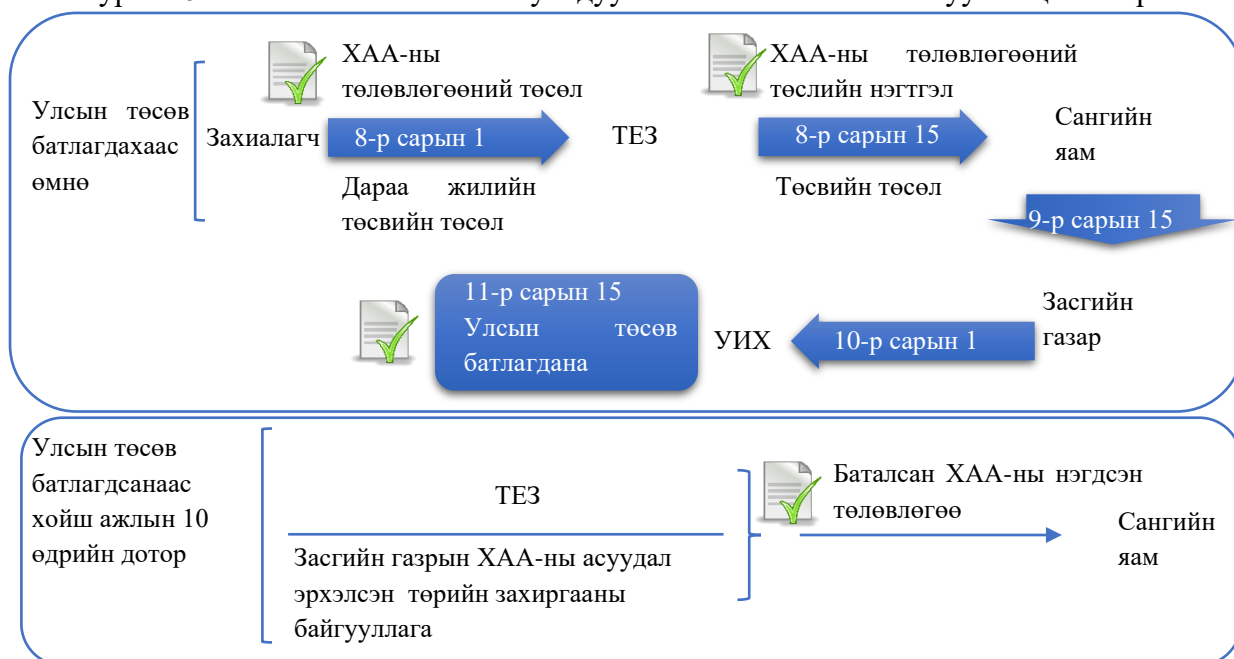 Улсын төсөв
батлагдахаас
өмнө
Захиалагч
ХАА-ны
төлөвлөгөөний төсөл
8-р сарын 1
Дараа жилийн
төсвийн төсөл
ТЕЗ
ХАА-ны төлөвлөгөөний
төслийн нэгтгэл
8-р сарын 15
Төсвийн төсөл
Сангийн
яам
9-р сарын 15
Засгийн
газар
10-р сарын 1
УИХ
11-р сарын 15
Улсын төсөв
батлагдана
Улсын төсөв
батлагдсанаас
хойш ажлын 10
өдрийн дотор
ТЕЗ
Засгийн газрын ХАА-ны асуудал
эрхэлсэн төрийн захиргааны
байгууллага
Баталсан ХАА-ны нэгдсэн
төлөвлөгөө
Сангийн
яам